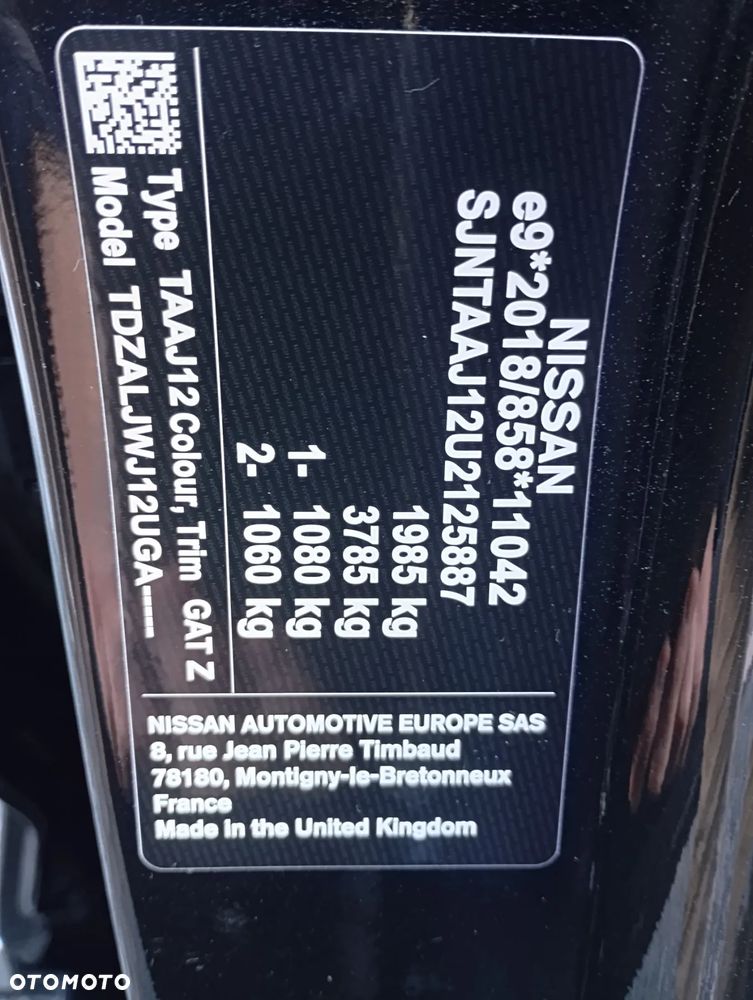 NISSAN
e9*2018/858*11042
SJNTAAJ12U2125887
1985 kg
3785 kg
1- 1080 kg
2- 1060 kg
Type TAAJ12 Colour, Trim GAT Z
Model TDZALJWJ12UGA-----
NISSAN AUTOMOTIVE EUROPE SAS
8, rue Jean Pierre Timbaud
78180, Montigny-le-Bretonneux
France
Made in the United Kingdom
OTOMOTO